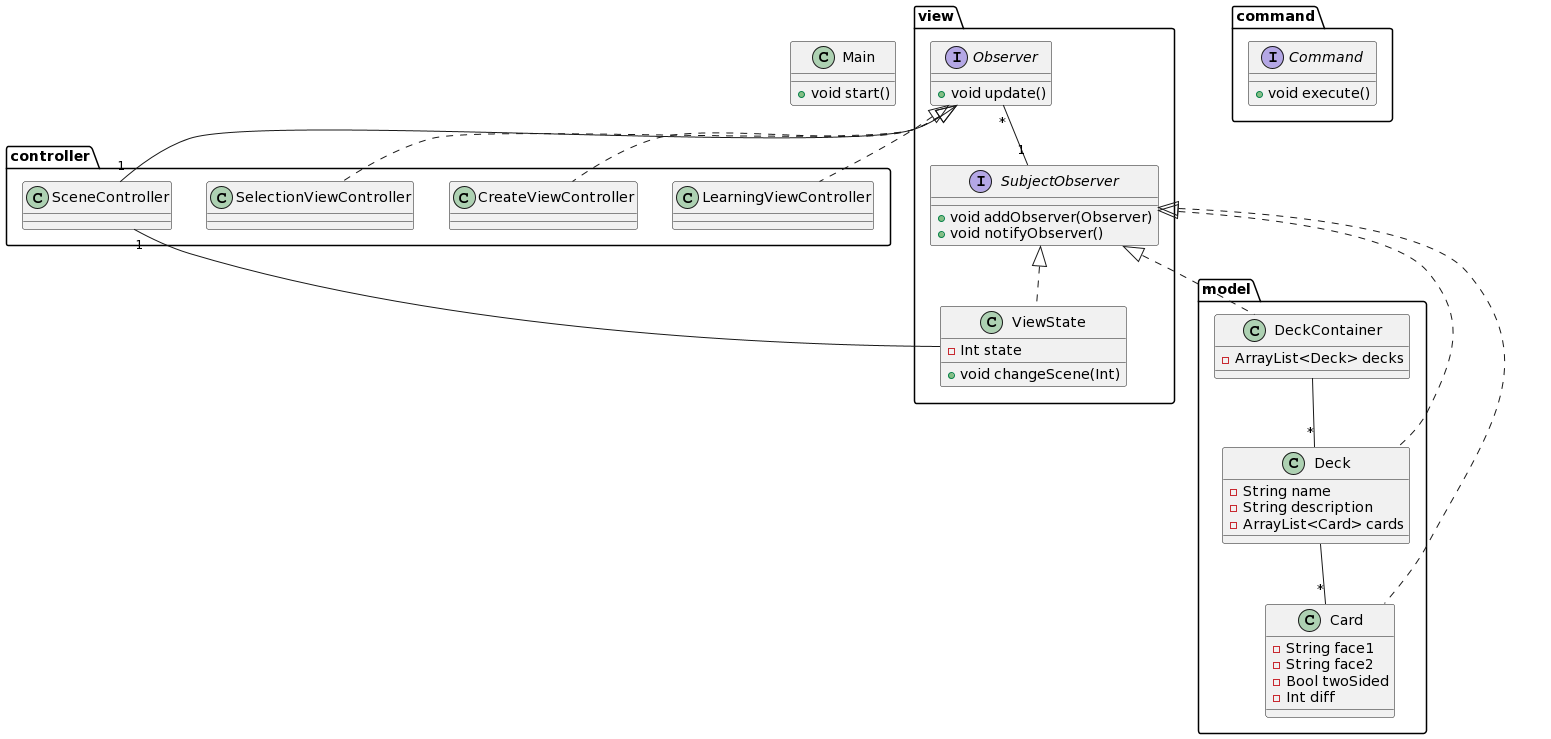 view
command
C Main
void start()
I Observer
void update()
I Command
void execute()
*
1
controller
1
C SceneController
C SelectionViewController
C CreateViewController
C LearningViewController
1
I SubjectObserver
void addObserver(Observer)
void notifyObserver()
model
C ViewState
Int state
void changeScene(Int)
C DeckContainer
ArrayList<Deck> decks
*
C Deck
String name
String description
ArrayList<Card> cards
*
C Card
String face1
String face2
Bool twoSided
Int diff